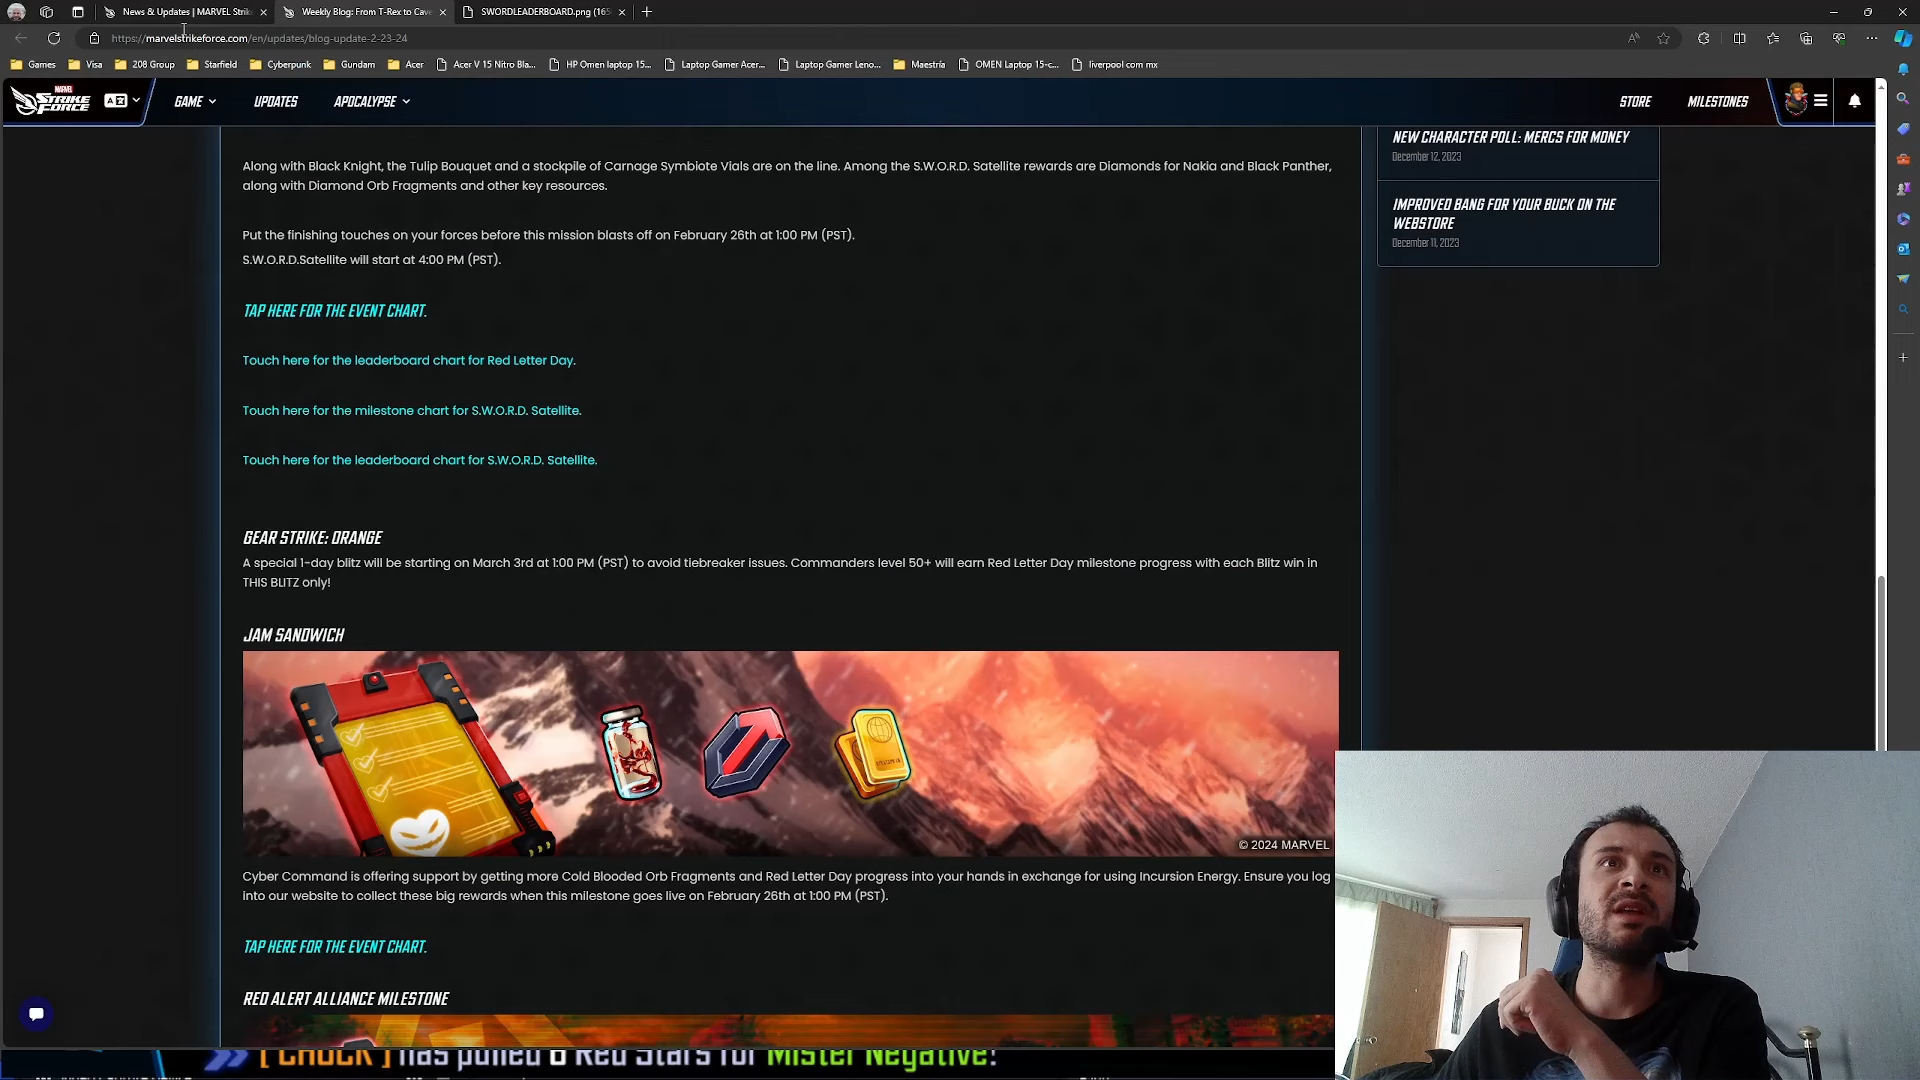 News & Updates | MARVEL Strik
Weekly Blog: From T-Rex to Cav
SWORDLEADERBOARD.png (165
https://marvelstrikeforce.com/en/updates/blog-update-2-23-24
Games
Visa
208 Group
Starfield
Cyberpunk
Gundam
Acer
Acer V 15 Nitro Bla...
HP Omen laptop 15...
Laptop Gamer Acer...
Laptop Gamer Leno...
Maestría
OMEN Laptop 15-c...
liverpool com mx
MARVEL
STRIKE FORCE
GAME
UPDATES
APOCALYPSE
STORE
MILESTONES
Along with Black Knight, the Tulip Bouquet and a stockpile of Carnage Symbiote Vials are on the line. Among the S.W.O.R.D. Satellite rewards are Diamonds for Nakia and Black Panther,
along with Diamond Orb Fragments and other key resources.
Put the finishing touches on your forces before this mission blasts off on February 26th at 1:00 PM (PST).
S.W.O.R.D.Satellite will start at 4:00 PM (PST).
TAP HERE FOR THE EVENT CHART.
Touch here for the leaderboard chart for Red Letter Day.
Touch here for the milestone chart for S.W.O.R.D. Satellite.
Touch here for the leaderboard chart for S.W.O.R.D. Satellite.
GEAR STRIKE: ORANGE
A special 1-day blitz will be starting on March 3rd at 1:00 PM (PST) to avoid tiebreaker issues. Commanders level 50+ will earn Red Letter Day milestone progress with each Blitz win in
THIS BLITZ only!
JAM SANDWICH
© 2024 MARVEL
Cyber Command is offering support by getting more Cold Blooded Orb Fragments and Red Letter Day progress into your hands in exchange for using Incursion Energy. Ensure you log
into our website to collect these big rewards when this milestone goes live on February 26th at 1:00 PM (PST).
TAP HERE FOR THE EVENT CHART.
RED ALERT ALLIANCE MILESTONE
NEW CHARACTER POLL: MERCS FOR MONEY
December 12, 2023
IMPROVED BANG FOR YOUR BUCK ON THE
WEBSTORE
December 11, 2023
[ CHUCK ] has pulled 6 Red Stars for Mister Negative!